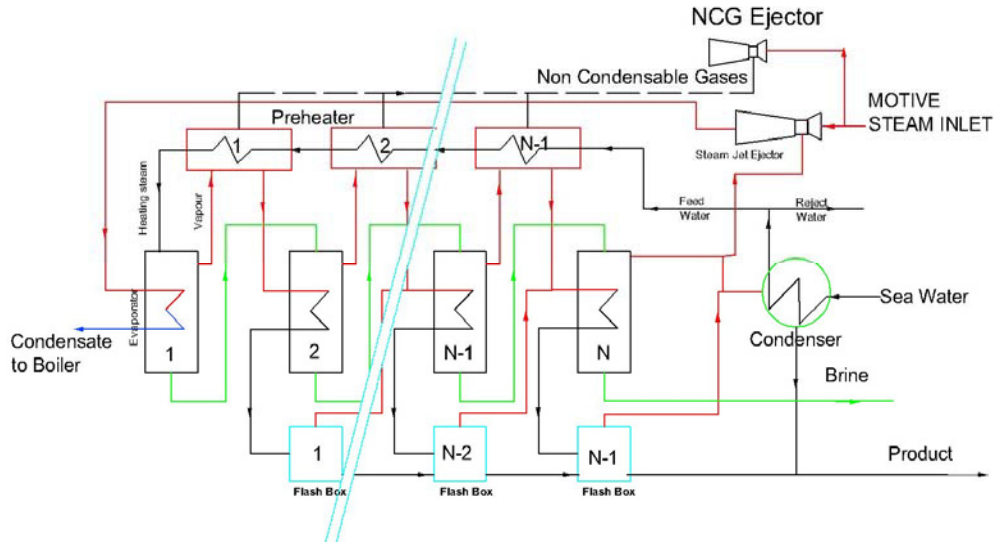 NCG Ejector
Non Condensable Gases
MOTIVE
STEAM INLET
Preheater
Steam Jet Ejector
1
2
N-1
Heating steam
Vapour
Feed
Water
Reject
Water
Evaporator
Sea Water
Condenser
Condensate
to Boiler
1
2
N-1
N
Brine
1
N-2
N-1
Product
Flash Box
Flash Box
Flash Box